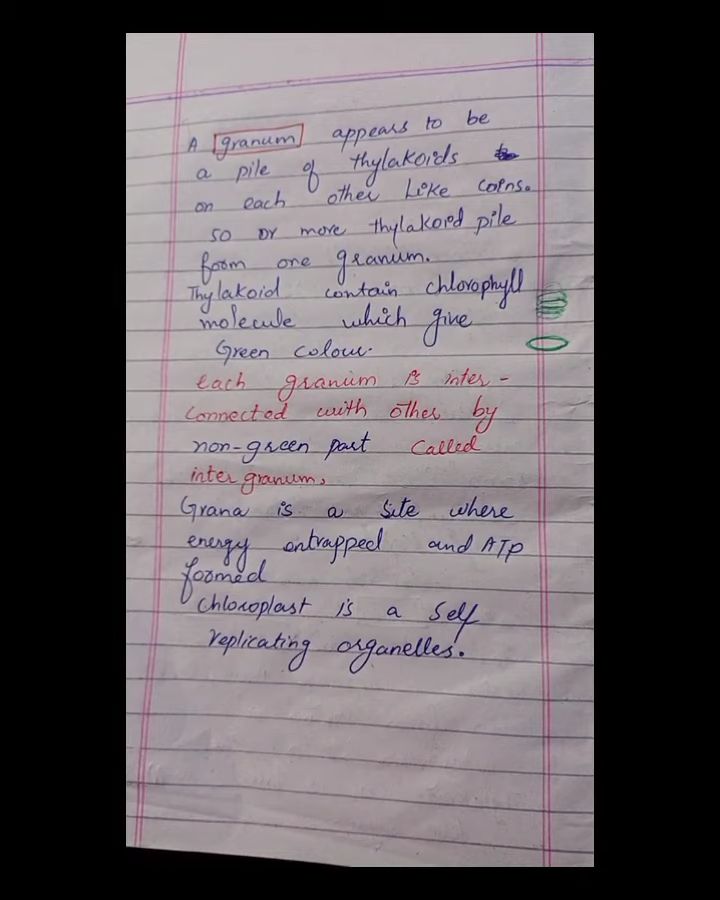 A granum appears to be
a pile of thylakoids
on each other Like coins.
50 or more thylakoid pile
form one granum.
Thylakoid contain chlorophyll
molecule which give
Green colour.
each granum is inter-
connected with other by
non-green part called
inter granum,
Grana is a site where
energy entrapped and ATP
formed
chloroplast is a self
replicating organelles.